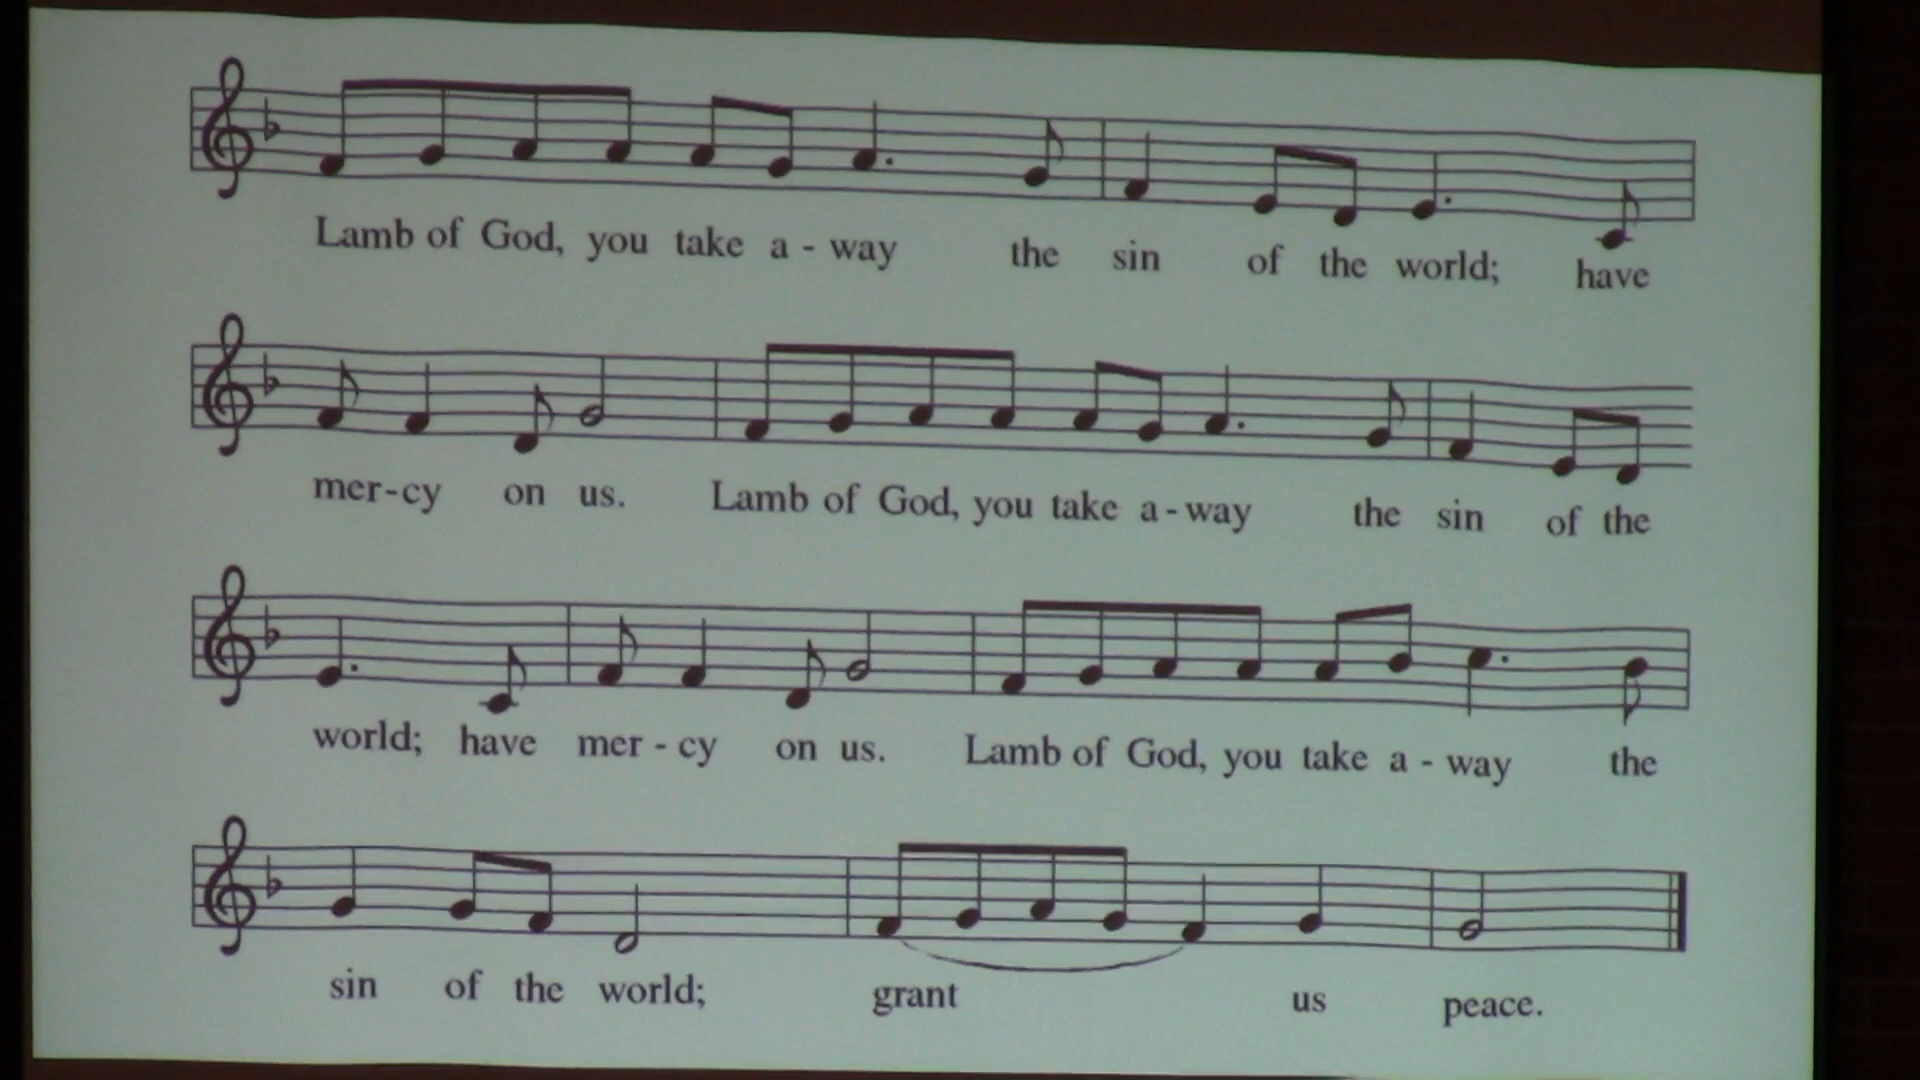 Lamb of God, you take a - way the sin of the world; have
mer-cy on us. Lamb of God, you take a - way the sin of the
world; have mer - cy on us. Lamb of God, you take a - way the
sin of the world; grant us peace.